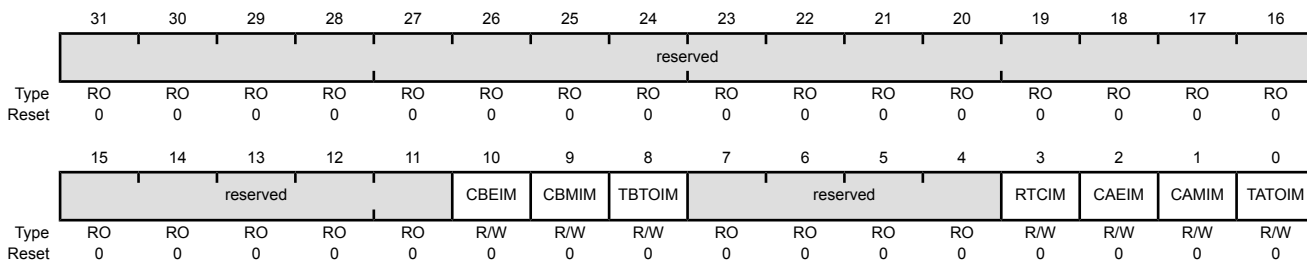 31 30 29 28 27 26 25 24 23 22 21 20 19 18 17 16
reserved
Type RO RO RO RO RO RO RO RO RO RO RO RO RO RO RO RO
Reset 0 0 0 0 0 0 0 0 0 0 0 0 0 0 0 0
15 14 13 12 11 10 9 8 7 6 5 4 3 2 1 0
reserved CBEIM CBMIM TBTOIM reserved RTCIM CAEIM CAMIM TATOIM
Type RO RO RO RO RO R/W R/W R/W RO RO RO RO R/W R/W R/W R/W
Reset 0 0 0 0 0 0 0 0 0 0 0 0 0 0 0 0